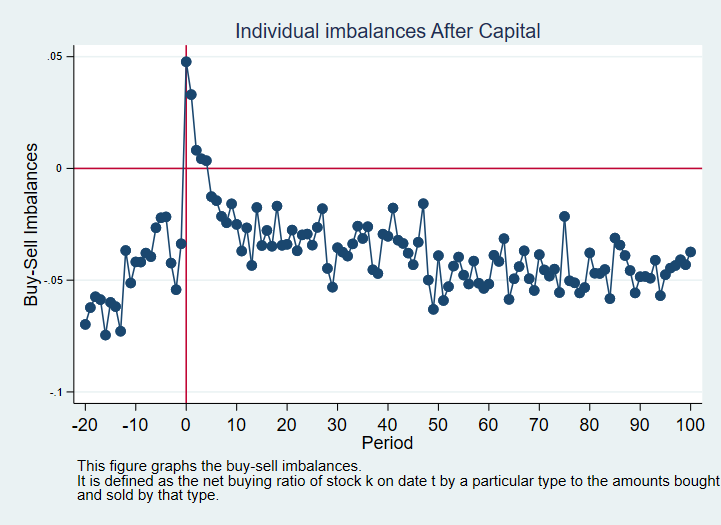 Individual imbalances After Capital
Buy-Sell Imbalances
.05
0
-.05
-.1
-20 -10 0 10 20 30 40 50 60 70 80 90 100
Period
This figure graphs the buy-sell imbalances.
It is defined as the net buying ratio of stock k on date t by a particular type to the amounts bought
and sold by that type.